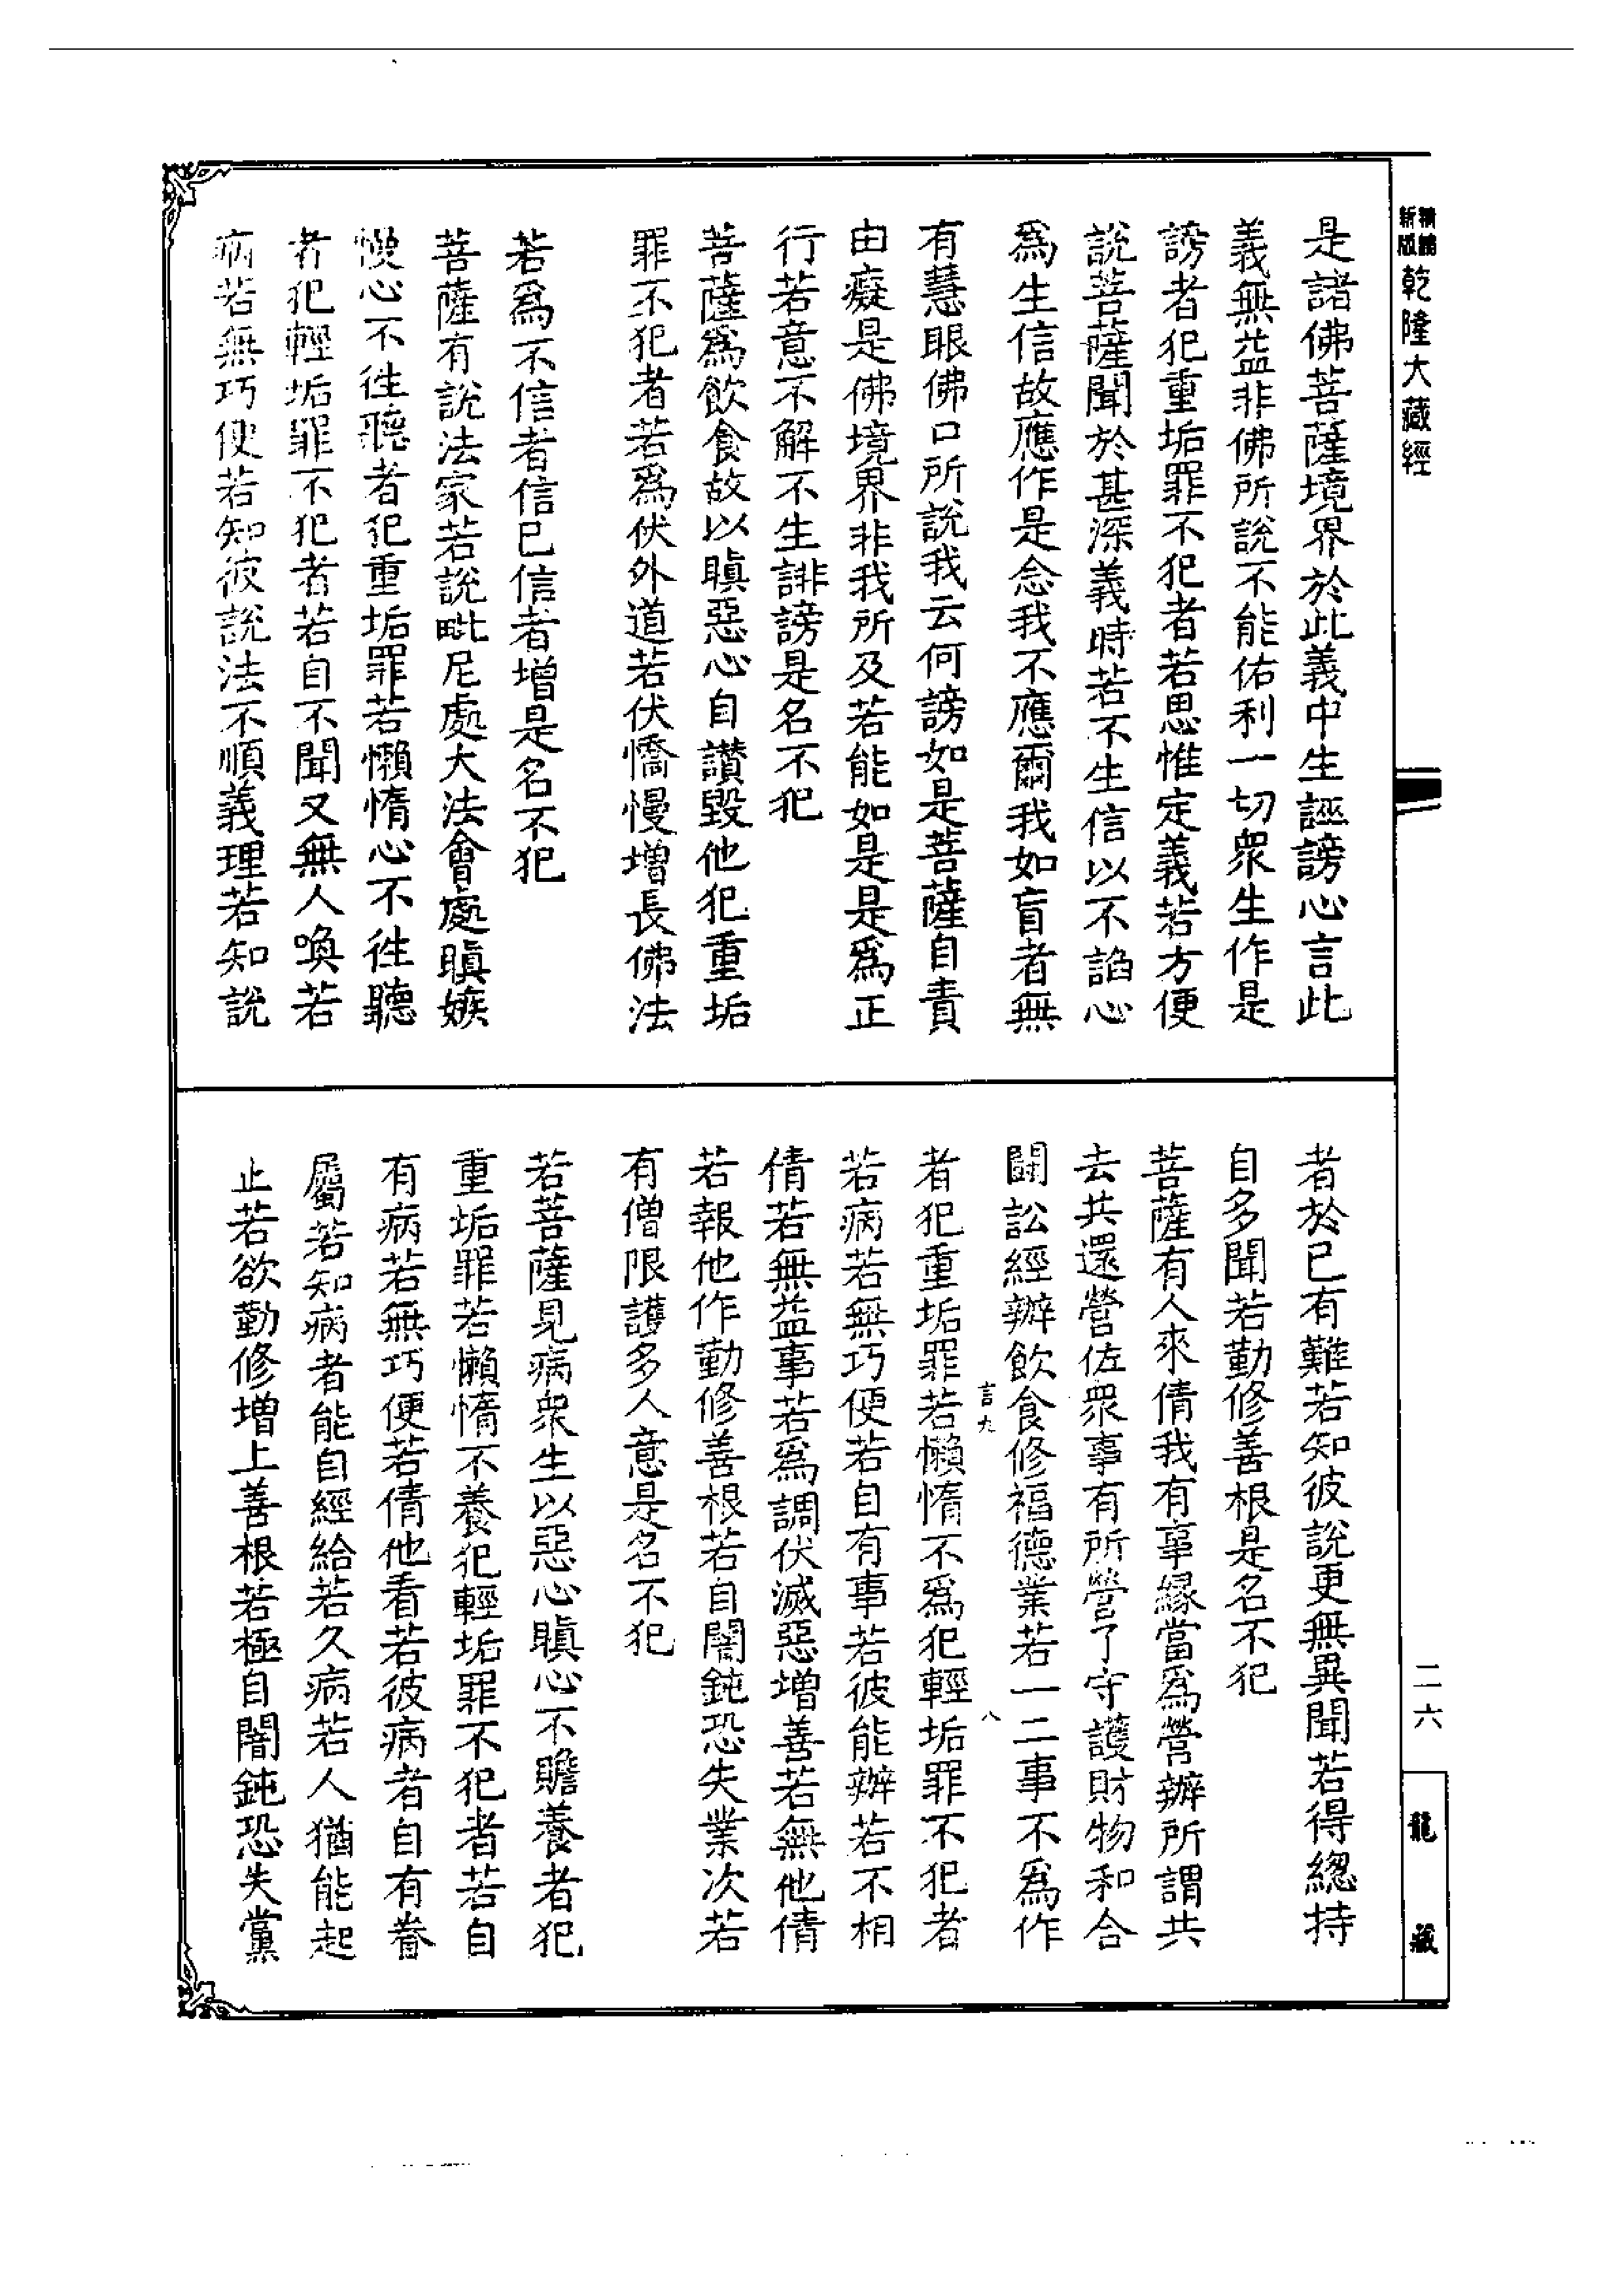 新版精縮乾隆大藏經
是諸佛菩薩境界於此義中生誣謗心言此
義無益非佛所說不能佑利一切眾生作是
謗者犯重垢罪不犯者若思惟定義若方便
說菩薩聞於甚深義時若不生信以不諂心
為生信故應作是念我不應爾我如盲者無
有慧眼佛口所說我云何謗如是菩薩自責
由癡是佛境界非我所及若能如是是為正
行若意不解不生誹謗是名不犯
菩薩為飲食故以瞋惡心自讚毀他犯重垢
罪不犯者若為伏外道若伏憍慢增長佛法
若為不信者信已信者增是名不犯
菩薩有說法家若說毗尼處大法會處瞋嫉
慢心不往聽者犯重垢罪若懶惰心不往聽
者犯輕垢罪不犯者若自不聞又無人喚若
病若無巧便若知彼說法不順義理若知說
者於已有難若知彼說更無異聞若得總持
自多聞若勤修善根是名不犯
菩薩有人來倩我有事緣當為營辦所謂共
去共還營佐眾事有所營了守護財物和合
鬬訟經辦飲食修福德業若一二事不為作
言九
八
者犯重垢罪若懶惰不為犯輕垢罪不犯者
若病若無巧便若自有事若彼能辦若不相
倩若無益事若為調伏滅惡增善若無他倩
若報他作勤修善根若自闇鈍恐失業次若
有僧限護多人意是名不犯
若菩薩見病眾生以惡心瞋心不贍養者犯
重垢罪若懶惰不養犯輕垢罪不犯者若自
有病若無巧便若倩他看若彼病者自有眷
屬若知病者能自經給若久病若人猶能起
止若欲勤修增上善根若極自闇鈍恐失黨
二六
龍藏